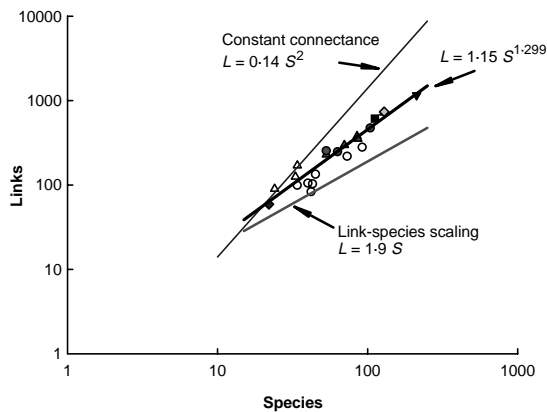 Constant connectance
L = 0·14 S²
L = 1·15 S¹·²⁹⁹
10000
1000
100
10
1
Links
Link-species scaling
L = 1·9 S
1
10
100
1000
Species